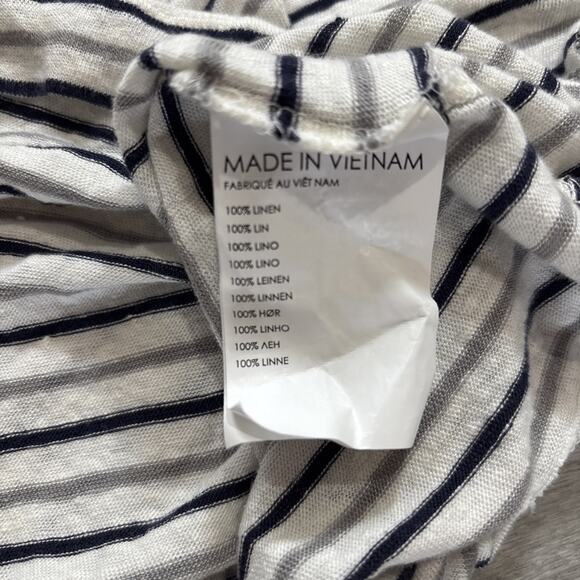 MADE IN VIETNAM
FABRIQUÉ AU VIÊT NAM
100% LINEN
100% LIN
100% LINO
100% LINO
100% LEINEN
100% LINNEN
100% HØR
100% LINHO
100% ΛEH
100% LINNE